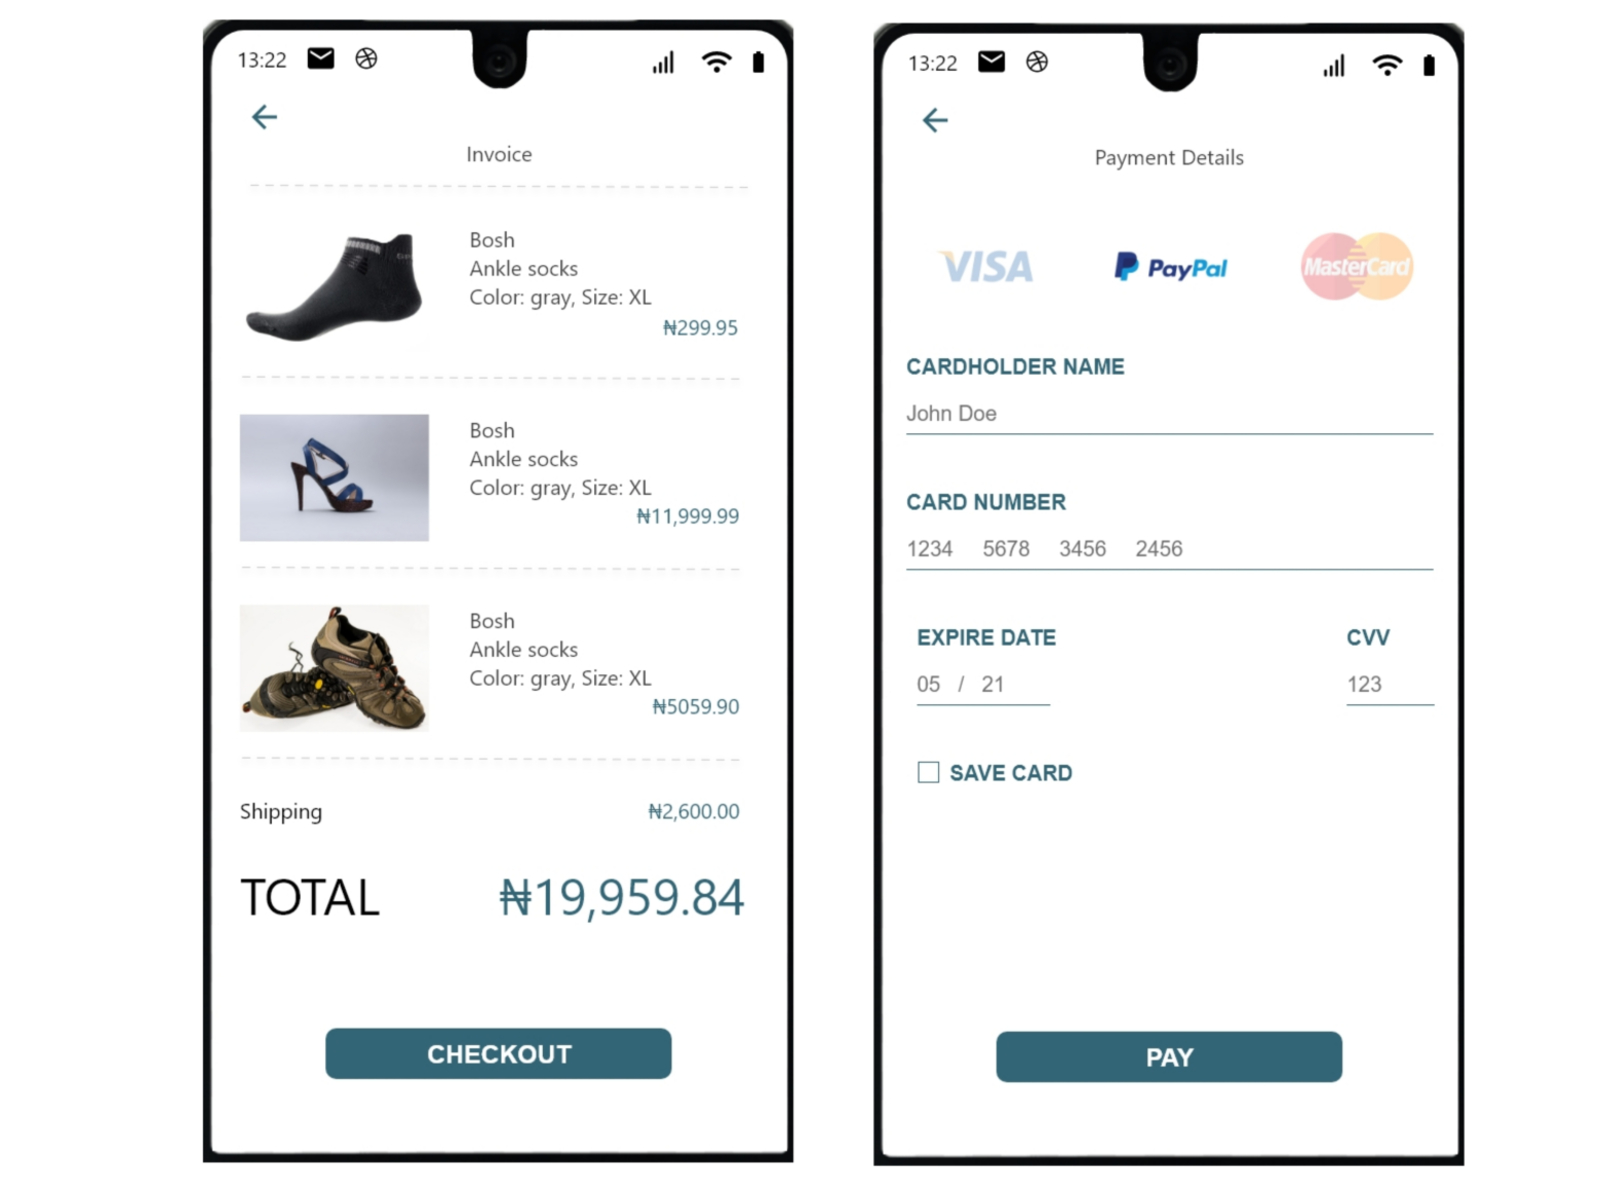 13:22
Invoice
Bosh
Ankle socks
Color: gray, Size: XL
₦299.95
Bosh
Ankle socks
Color: gray, Size: XL
₦11,999.99
Bosh
Ankle socks
Color: gray, Size: XL
₦5059.90
Shipping ₦2,600.00
TOTAL ₦19,959.84
CHECKOUT
13:22
Payment Details
VISA PayPal MasterCard
CARDHOLDER NAME
John Doe
CARD NUMBER
1234 5678 3456 2456
EXPIRE DATE CVV
05 / 21 123
SAVE CARD
PAY